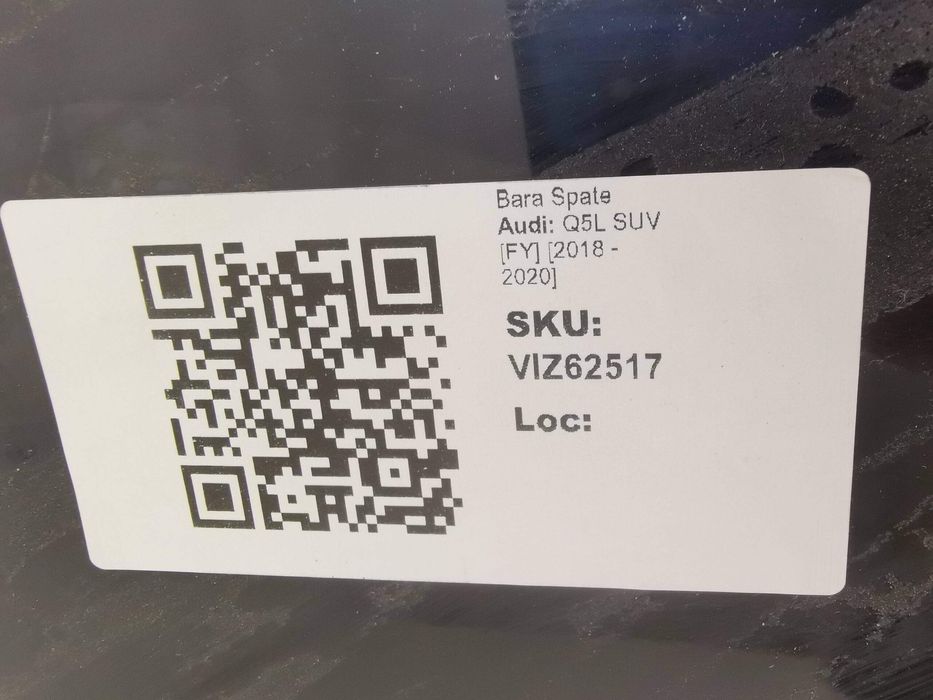 Bara Spate
Audi: Q5L SUV
[FY] [2018 -
2020]
SKU:
VIZ62517
Loc: